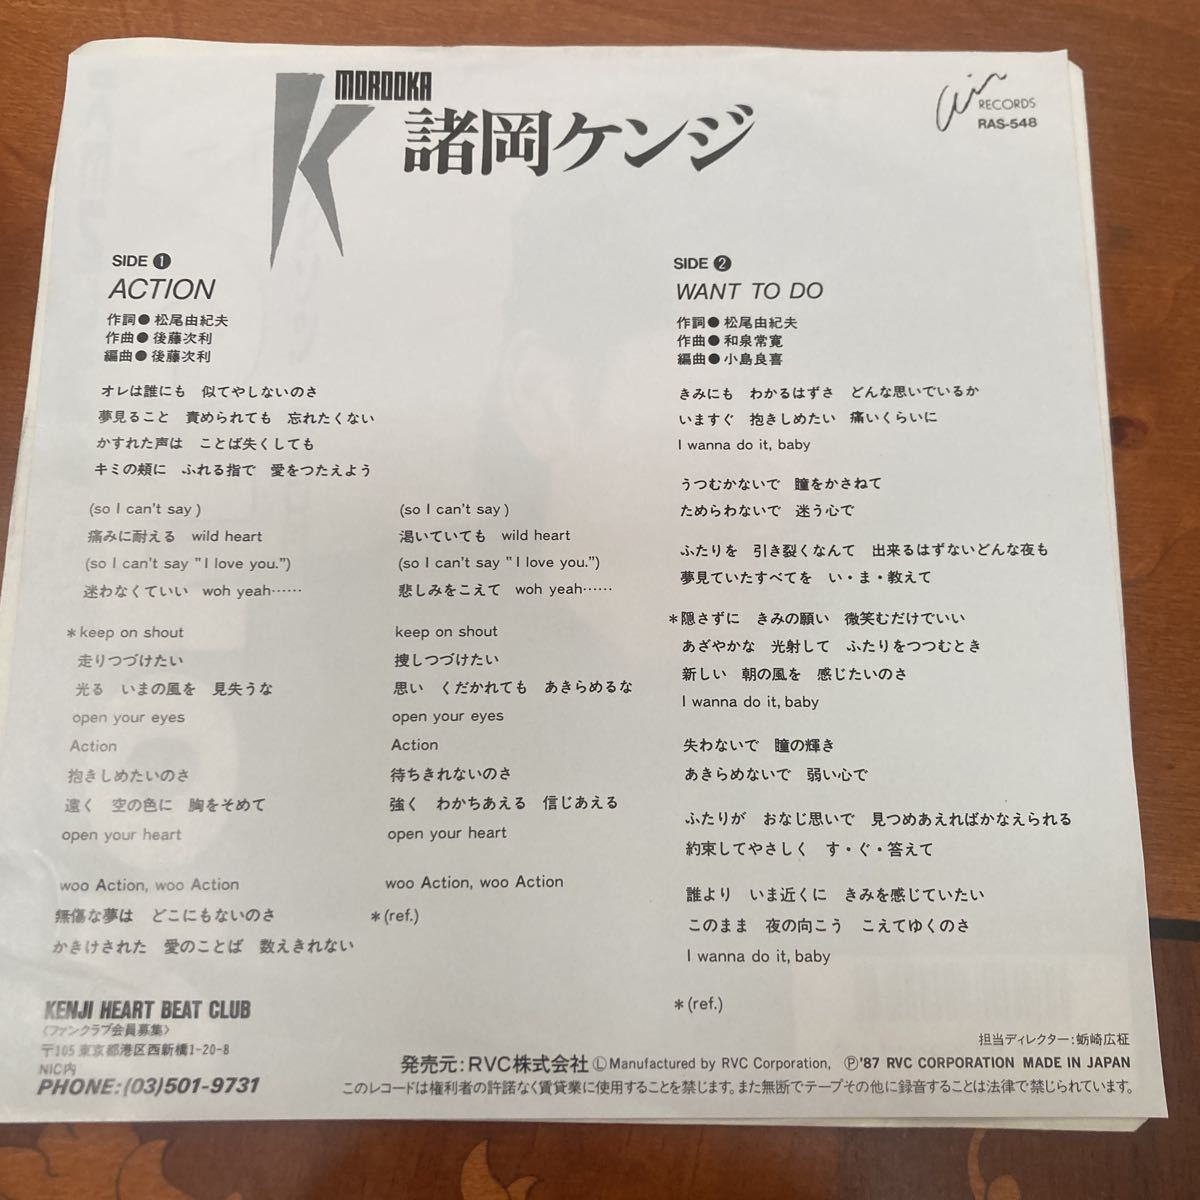 MOROOKA
K
諸岡ケンジ
Air RECORDS
RAS-548
SIDE ❶
ACTION
作詞●松尾由紀夫
作曲●後藤次利
編曲●後藤次利
オレは誰にも　似てやしないのさ
夢見ること　責められても　忘れたくない
かすれた声は　ことば失くしても
キミの頬に　ふれる指で　愛をつたえよう
(so I can't say)
痛みに耐える　wild heart
(so I can't say "I love you.")
迷わなくていい　woh yeah……
＊keep on shout
走りつづけたい
光る　いまの風を　見失うな
open your eyes
Action
抱きしめたいのさ
遠く　空の色に　胸をそめて
open your heart
woo Action, woo Action
無傷な夢は　どこにもないのさ
かきけされた　愛のことば　数えきれない
(so I can't say)
渇いていても　wild heart
(so I can't say "I love you.")
悲しみをこえて　woh yeah……
keep on shout
捜しつづけたい
思い　くだかれても　あきらめるな
open your eyes
Action
待ちきれないのさ
強く　わかちあえる　信じあえる
open your heart
woo Action, woo Action
＊(ref.)
SIDE ❷
WANT TO DO
作詞●松尾由紀夫
作曲●和泉常寛
編曲●小島良喜
きみにも　わかるはずさ　どんな思いでいるか
いますぐ　抱きしめたい　痛いくらいに
I wanna do it, baby
うつむかないで　瞳をかさねて
ためらわないで　迷う心で
ふたりを　引き裂くなんて　出来るはずないどんな夜も
夢見ていたすべてを　い・ま・教えて
＊隠さずに　きみの願い　微笑むだけでいい
あざやかな　光射して　ふたりをつつむとき
新しい　朝の風を　感じたいのさ
I wanna do it, baby
失わないで　瞳の輝き
あきらめないで　弱い心で
ふたりが　おなじ思いで　見つめあえればかなえられる
約束してやさしく　す・ぐ・答えて
誰より　いま近くに　きみを感じていたい
このまま　夜の向こう　こえてゆくのさ
I wanna do it, baby
＊(ref.)
KENJI HEART BEAT CLUB
〈ファンクラブ会員募集〉
〒105 東京都港区西新橋1-20-8
NIC内
PHONE:(03)501-9731
担当ディレクター:蛎崎広柾
発売元:RVC株式会社 ⓁManufactured by RVC Corporation, Ⓟ'87 RVC CORPORATION MADE IN JAPAN
このレコードは権利者の許諾なく賃貸業に使用することを禁じます。また無断でテープその他に録音することは法律で禁じられています。